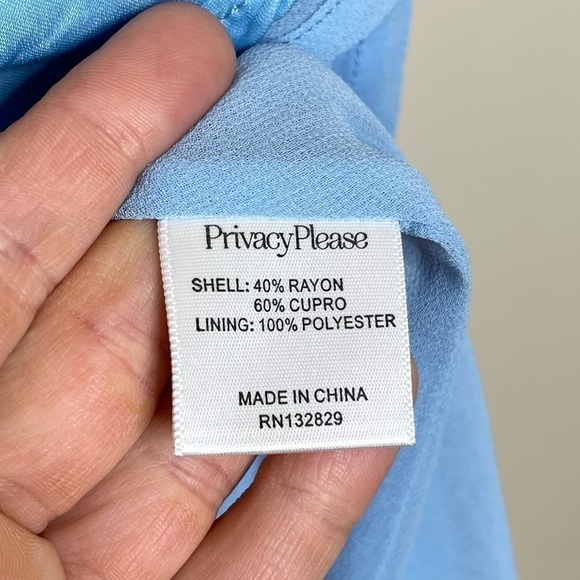 PrivacyPlease
SHELL: 40% RAYON
60% CUPRO
LINING: 100% POLYESTER
MADE IN CHINA
RN132829